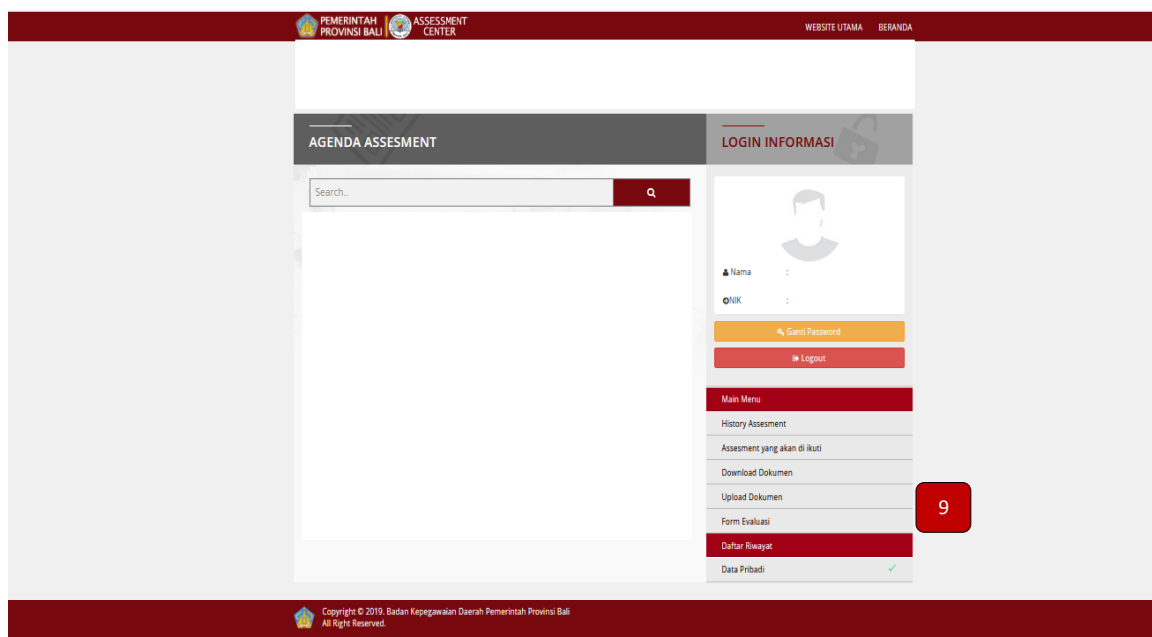 PEMERINTAH
PROVINSI BALI
ASSESSMENT
CENTER
WEBSITE UTAMA BERANDA
AGENDA ASSESMENT
LOGIN INFORMASI
Search..
Nama :
NIK :
Ganti Password
Logout
Main Menu
History Assesment
Assesment yang akan di ikuti
Download Dokumen
Upload Dokumen
9
Form Evaluasi
Daftar Riwayat
Data Pribadi
Copyright © 2019. Badan Kepegawaian Daerah Pemerintah Provinsi Bali
All Right Reserved.